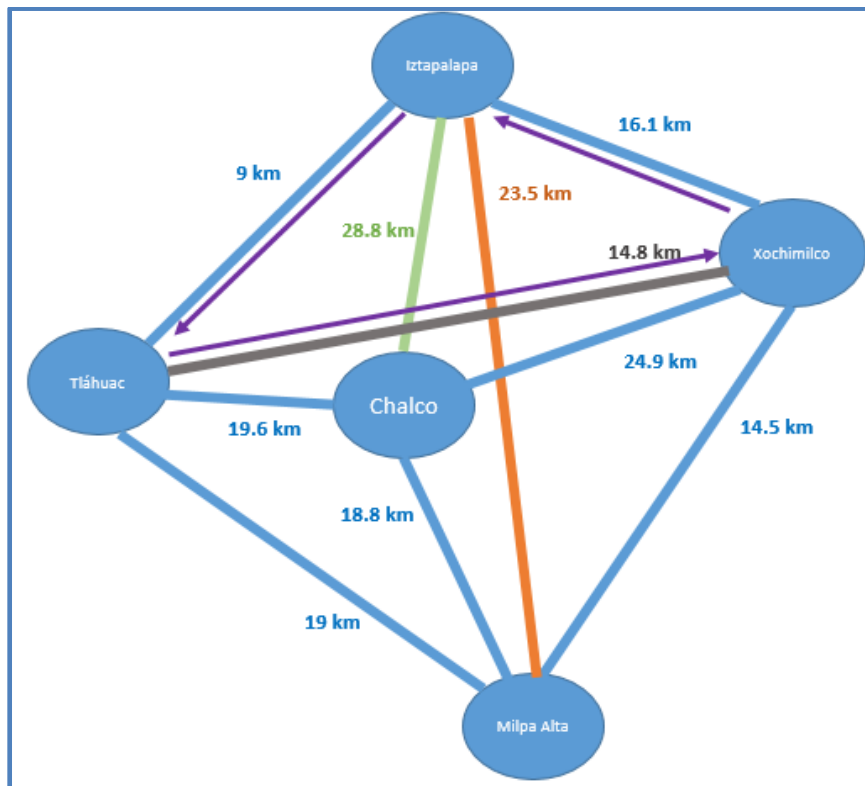 Iztapalapa
16.1 km
9 km
23.5 km
28.8 km
14.8 km
Xochimilco
Tláhuac
Chalco
24.9 km
19.6 km
14.5 km
18.8 km
19 km
Milpa Alta